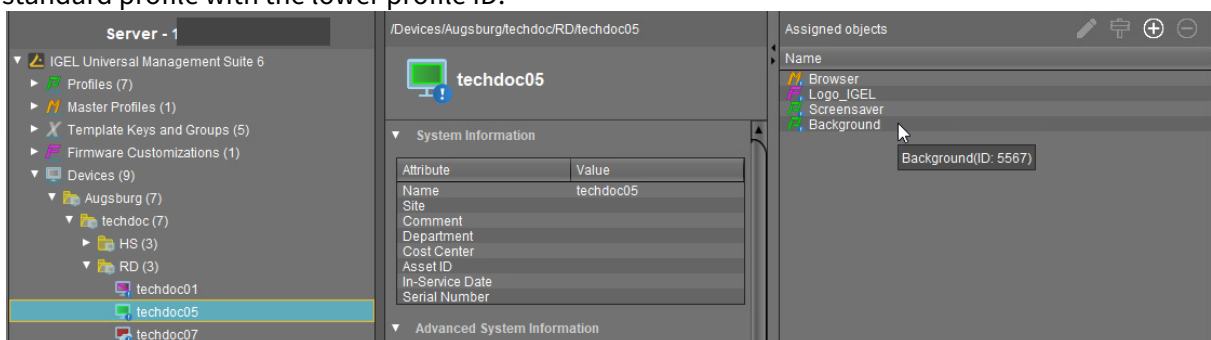 standard profile with the lower profile ID.
Server - 1
IGEL Universal Management Suite 6
Profiles (7)
Master Profiles (1)
Template Keys and Groups (5)
Firmware Customizations (1)
Devices (9)
Augsburg (7)
techdoc (7)
HS (3)
RD (3)
techdoc01
techdoc05
techdoc07
/Devices/Augsburg/techdoc/RD/techdoc05
techdoc05
System Information
Attribute Value
Name techdoc05
Site
Comment
Department
Cost Center
Asset ID
In-Service Date
Serial Number
Advanced System Information
Assigned objects
Name
Browser
Logo_IGEL
Screensaver
Background
Background(ID: 5567)